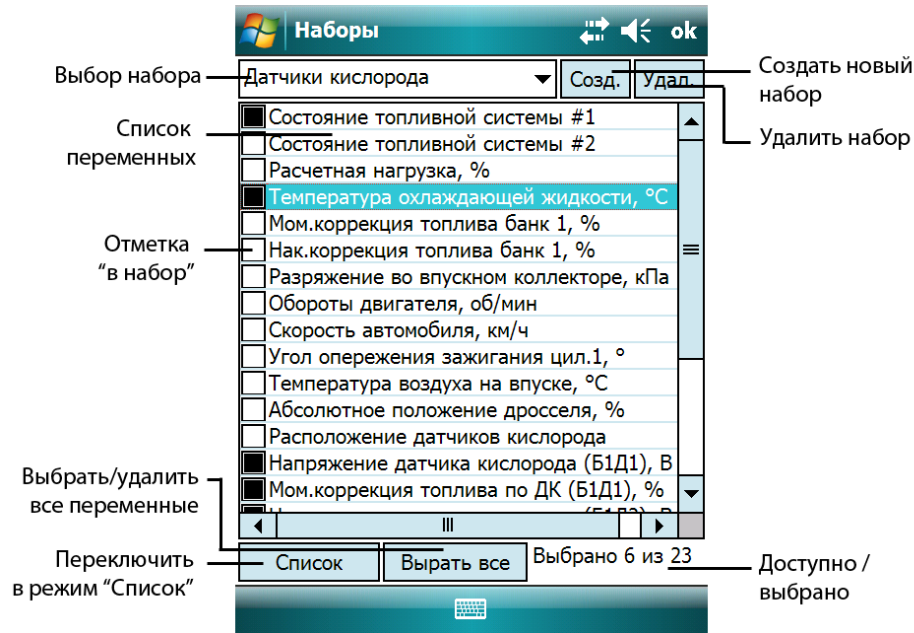 Наборы
ok
Выбор набора
Датчики кислорода
Созд.
Удал.
Создать новый
набор
Удалить набор
Список
переменных
Состояние топливной системы #1
Состояние топливной системы #2
Расчетная нагрузка, %
Температура охлаждающей жидкости, °C
Мом.коррекция топлива банк 1, %
Отметка
“в набор”
Нак.коррекция топлива банк 1, %
Разряжение во впускном коллекторе, кПа
Обороты двигателя, об/мин
Скорость автомобиля, км/ч
Угол опережения зажигания цил.1, °
Температура воздуха на впуске, °C
Абсолютное положение дросселя, %
Расположение датчиков кислорода
Напряжение датчика кислорода (Б1Д1), В
Мом.коррекция топлива по ДК (Б1Д1), %
Выбрать/удалить
все переменные
Переключить
в режим “Список”
Список
Вырать все
Выбрано 6 из 23
Доступно /
выбрано